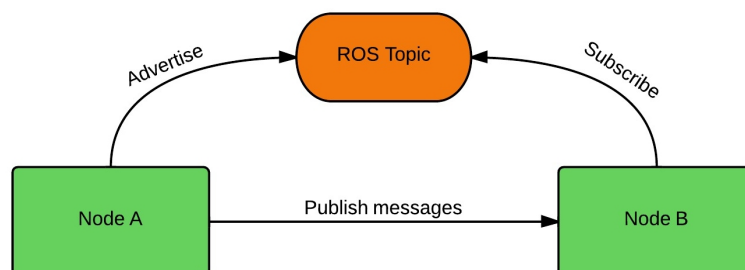 Advertise
ROS Topic
Subscribe
Node A
Publish messages
Node B